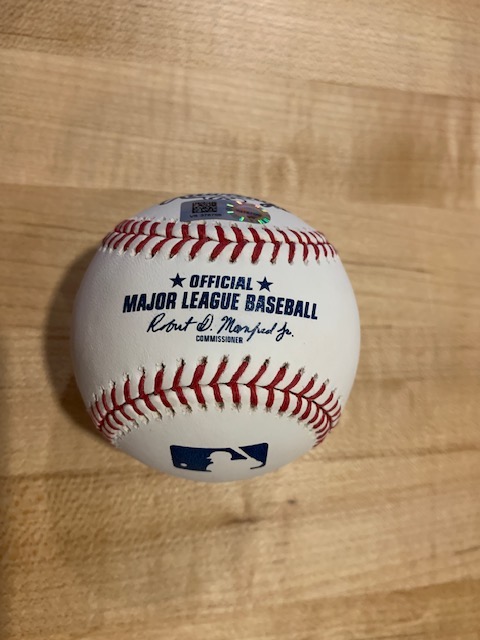 ★ OFFICIAL ★
MAJOR LEAGUE BASEBALL
Robert D. Manfred Jr.
COMMISSIONER